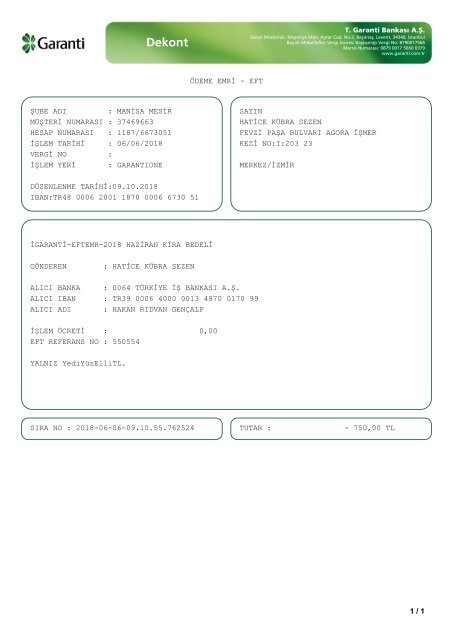 Garanti
Dekont
T. Garanti Bankası A.Ş.
Genel Müdürlük: Nispetiye Mah. Aytar Cad. No:2, Beşiktaş, Levent, 34340, İstanbul
Büyük Mükellefler Vergi Dairesi Başkanlığı Vergi No: 8790017566
Mersis Numarası: 0879 0017 5660 0379
www.garanti.com.tr
ÖDEME EMRİ - EFT
ŞUBE ADI : MANİSA MESİR
MÜŞTERİ NUMARASI : 37469663
HESAP NUMARASI : 1187/6673051
İŞLEM TARİHİ : 06/06/2018
VERGİ NO :
İŞLEM YERİ : GARANTIONE
DÜZENLENME TARİHİ:09.10.2018
IBAN:TR48 0006 2001 1870 0006 6730 51
SAYIN
HATİCE KÜBRA SEZEN
FEVZİ PAŞA BULVARI AGORA İŞMER
KEZİ NO:1:203 23
MERKEZ/İZMİR
İGARANTİ-EFTEMR-2018 HAZİRAN KİRA BEDELİ
GÖNDEREN : HATİCE KÜBRA SEZEN
ALICI BANKA : 0064 TÜRKİYE İŞ BANKASI A.Ş.
ALICI IBAN : TR39 0006 4000 0013 4870 0170 99
ALICI ADI : HAKAN RIDVAN GENÇALP
İŞLEM ÜCRETİ : 0,00
EFT REFERANS NO : 550554
YALNIZ YediYüzElliTL.
SIRA NO : 2018-06-06-09.10.55.762524
TUTAR : - 750,00 TL
1 / 1